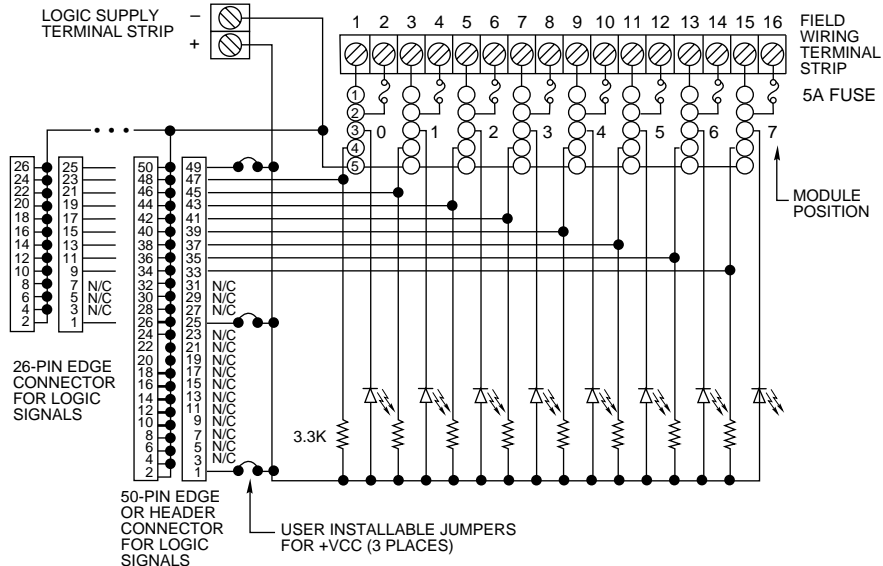 LOGIC SUPPLY
TERMINAL STRIP
–
+
1 2 3 4 5 6 7 8 9 10 11 12 13 14 15 16
FIELD
WIRING
TERMINAL
STRIP
5A FUSE
1
2
3
4
5
0 1 2 3 4 5 6 7
MODULE
POSITION
26 25
24 23
22 21
20 19
18 17
16 15
14 13
12 11
10 9
8 7 N/C
6 5 N/C
4 3 N/C
2 1
26-PIN EDGE
CONNECTOR
FOR LOGIC
SIGNALS
50 49
48 47
46 45
44 43
42 41
40 39
38 37
36 35
34 33
32 31 N/C
30 29 N/C
28 27 N/C
26 25
24 23 N/C
22 21 N/C
20 19 N/C
18 17 N/C
16 15 N/C
14 13 N/C
12 11 N/C
10 9 N/C
8 7 N/C
6 5 N/C
4 3 N/C
2 1
3.3K
50-PIN EDGE
OR HEADER
CONNECTOR
FOR LOGIC
SIGNALS
USER INSTALLABLE JUMPERS
FOR +VCC (3 PLACES)